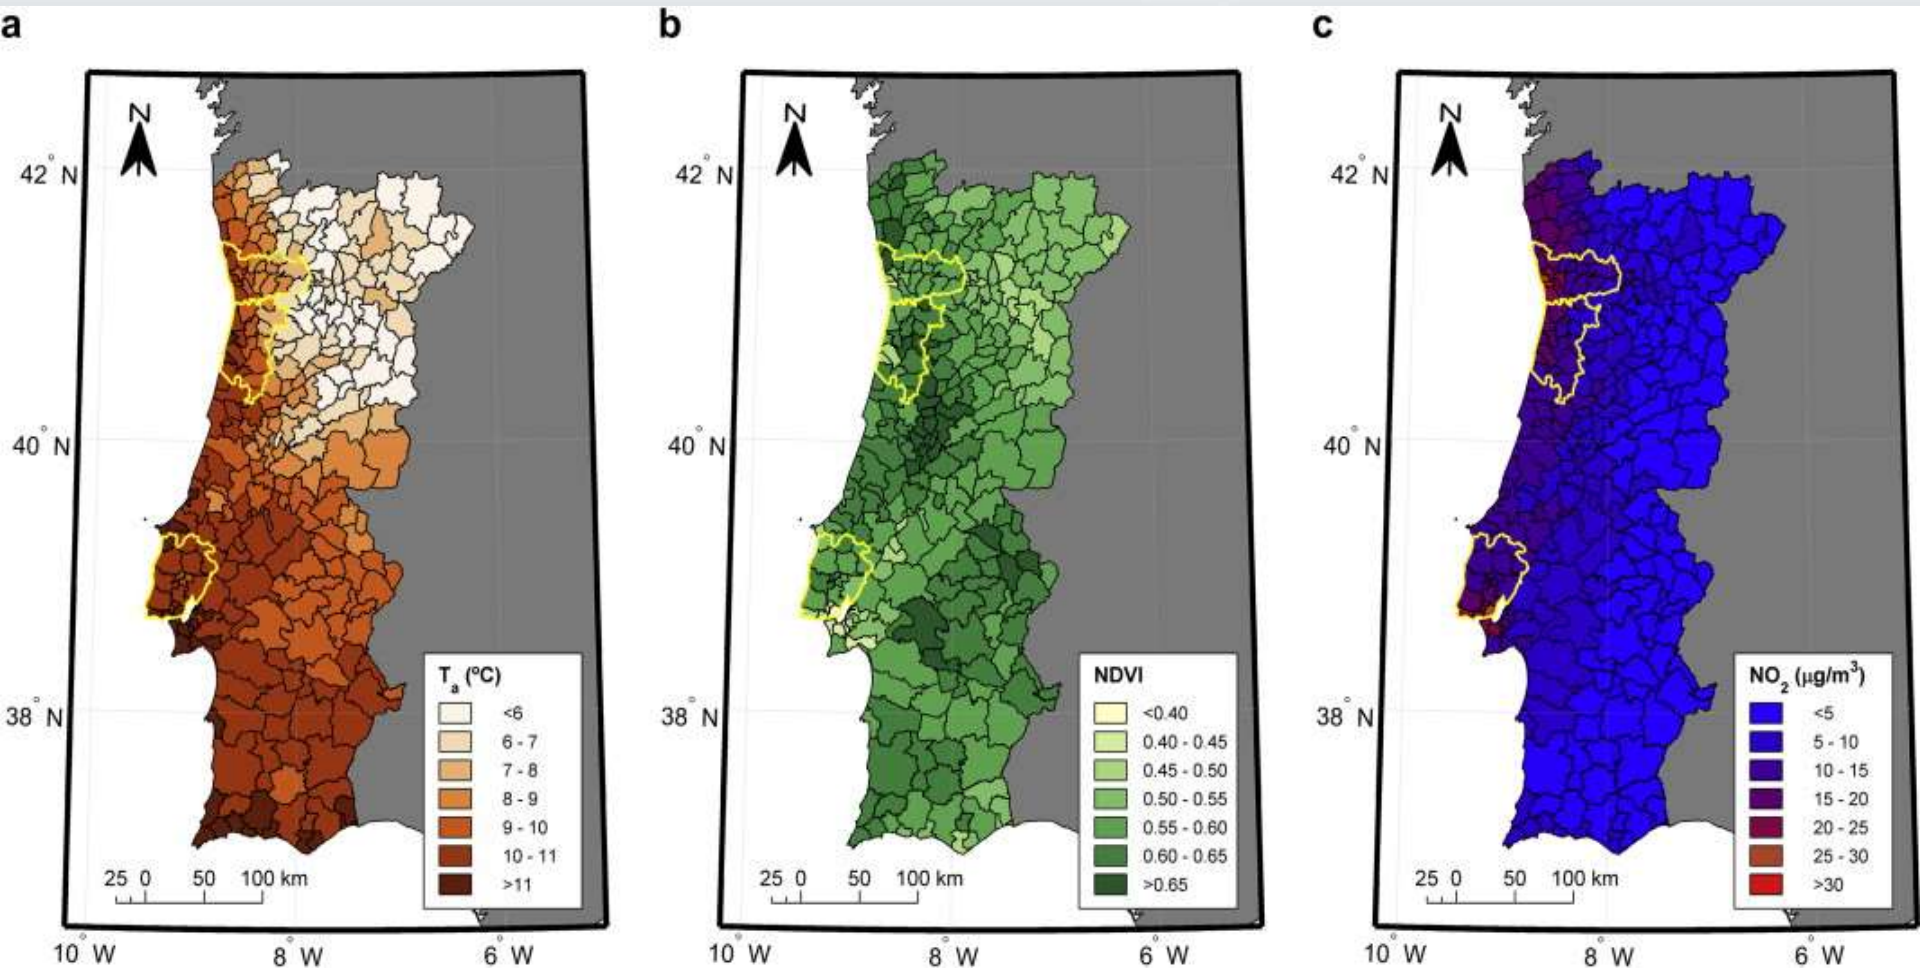 a
N
42° N
40° N
38° N
Ta (ºC)
<6
6 - 7
7 - 8
8 - 9
9 - 10
10 - 11
>11
25 0 50 100 km
10° W 8° W 6° W
b
N
42° N
40° N
38° N
NDVI
<0.40
0.40 - 0.45
0.45 - 0.50
0.50 - 0.55
0.55 - 0.60
0.60 - 0.65
>0.65
25 0 50 100 km
10° W 8° W 6° W
c
N
42° N
40° N
38° N
NO2 (µg/m³)
<5
5 - 10
10 - 15
15 - 20
20 - 25
25 - 30
>30
25 0 50 100 km
10° W 8° W 6° W